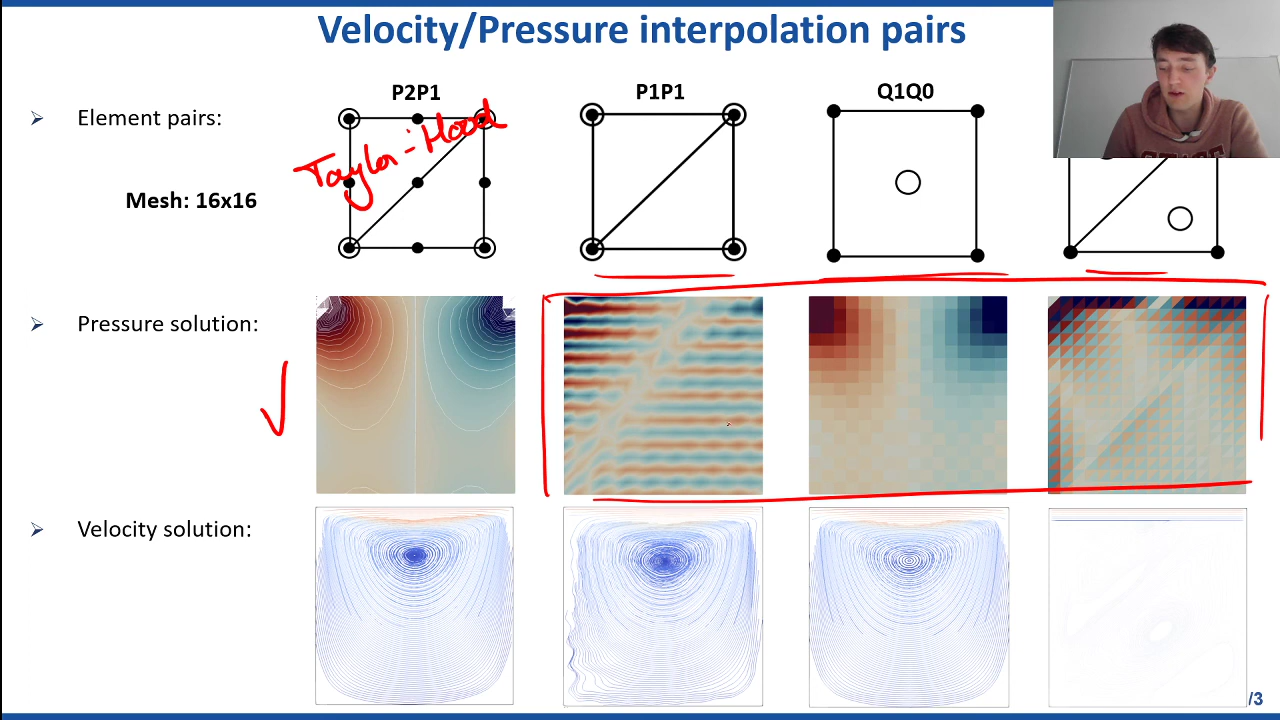 Velocity/Pressure interpolation pairs
P2P1
P1P1
Q1Q0
Element pairs:
Taylor-Hood
Mesh: 16x16
Pressure solution:
Velocity solution:
/3